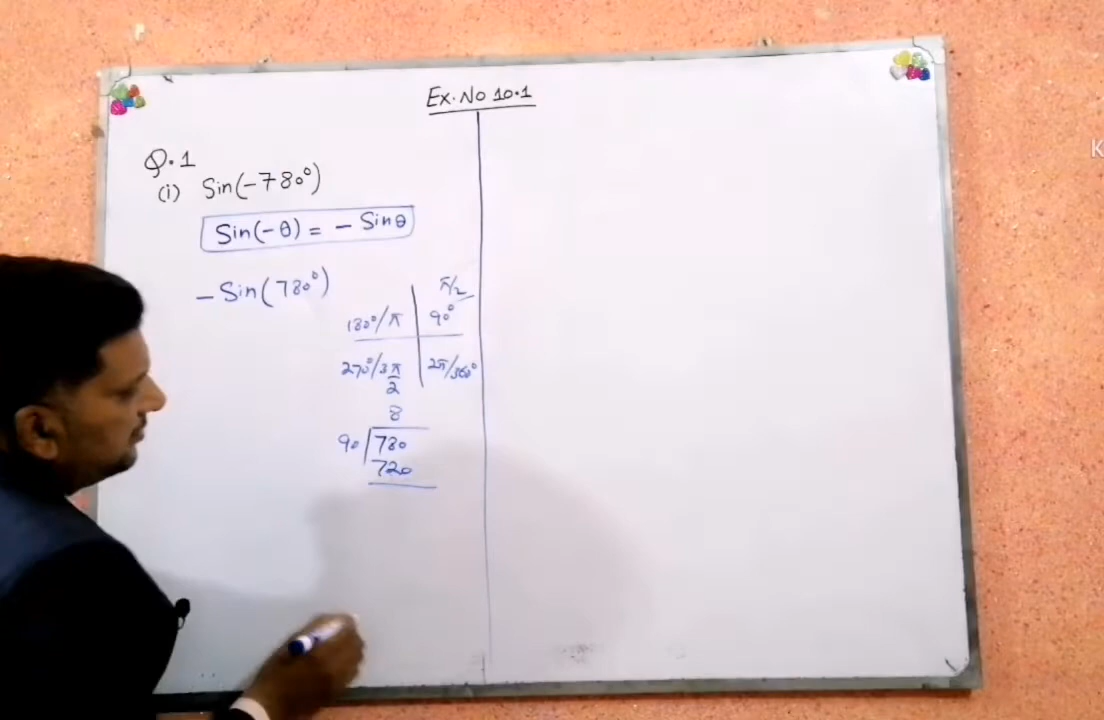 Ex. No 10.1
Q.1
(i) Sin(-780°)
Sin(-θ) = - Sinθ
-Sin(780°)
π/2
180°/π 90°
270°/3π/2 2π/360°
8
90 780
720
K